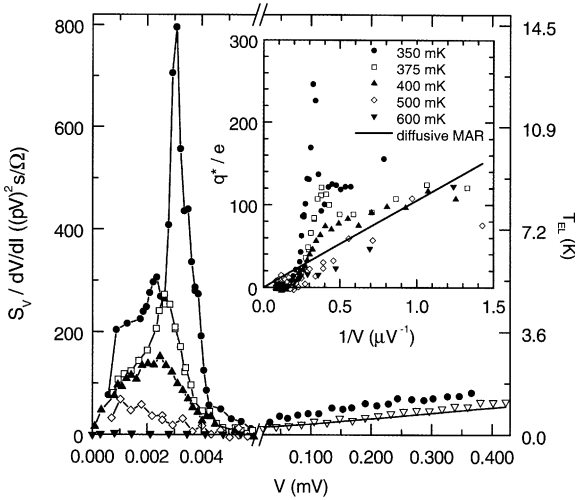 800
600
400
200
0
S_V / dV/dI ((pV)² s/Ω)
0.000 0.002 0.004 0.100 0.200 0.300 0.400
V (mV)
14.5
10.9
7.2
3.6
0.0
T_EL (K)
300
200
100
0
q* / e
0.0 0.5 1.0 1.5
1/V (μV⁻¹)
350 mK
375 mK
400 mK
500 mK
600 mK
diffusive MAR